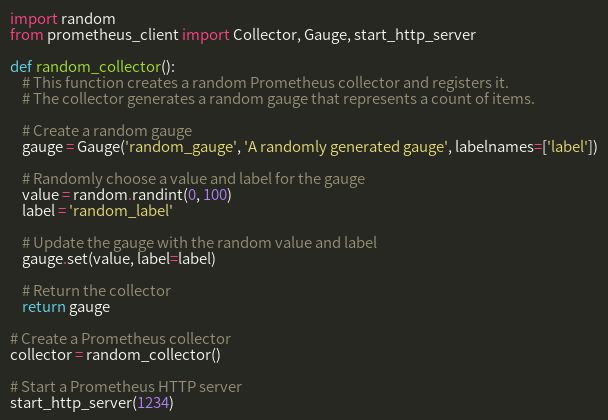 import random
from prometheus_client import Collector, Gauge, start_http_server

def random_collector():
    # This function creates a random Prometheus collector and registers it.
    # The collector generates a random gauge that represents a count of items.

    # Create a random gauge
    gauge = Gauge('random_gauge', 'A randomly generated gauge', labelnames=['label'])

    # Randomly choose a value and label for the gauge
    value = random.randint(0, 100)
    label = 'random_label'

    # Update the gauge with the random value and label
    gauge.set(value, label=label)

    # Return the collector
    return gauge

# Create a Prometheus collector
collector = random_collector()

# Start a Prometheus HTTP server
start_http_server(1234)